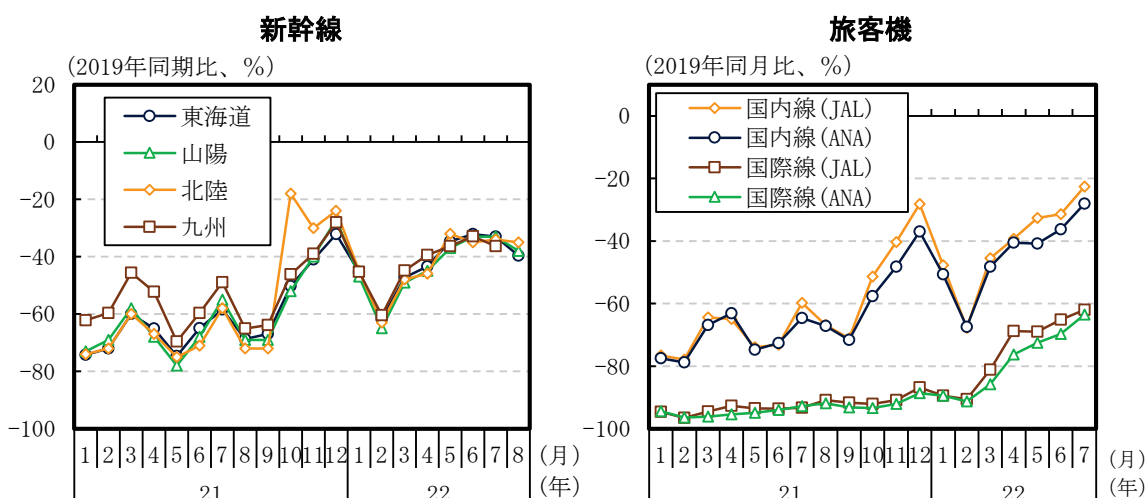 新幹線
(2019年同期比、%)
20
0
−20
−40
−60
−80
−100
東海道
山陽
北陸
九州
1 2 3 4 5 6 7 8 9 10 11 12 1 2 3 4 5 6 7 8 (月)
21 22 (年)
旅客機
(2019年同月比、%)
0
−20
−40
−60
−80
−100
国内線(JAL)
国内線(ANA)
国際線(JAL)
国際線(ANA)
1 2 3 4 5 6 7 8 9 10 11 12 1 2 3 4 5 6 7 (月)
21 22 (年)